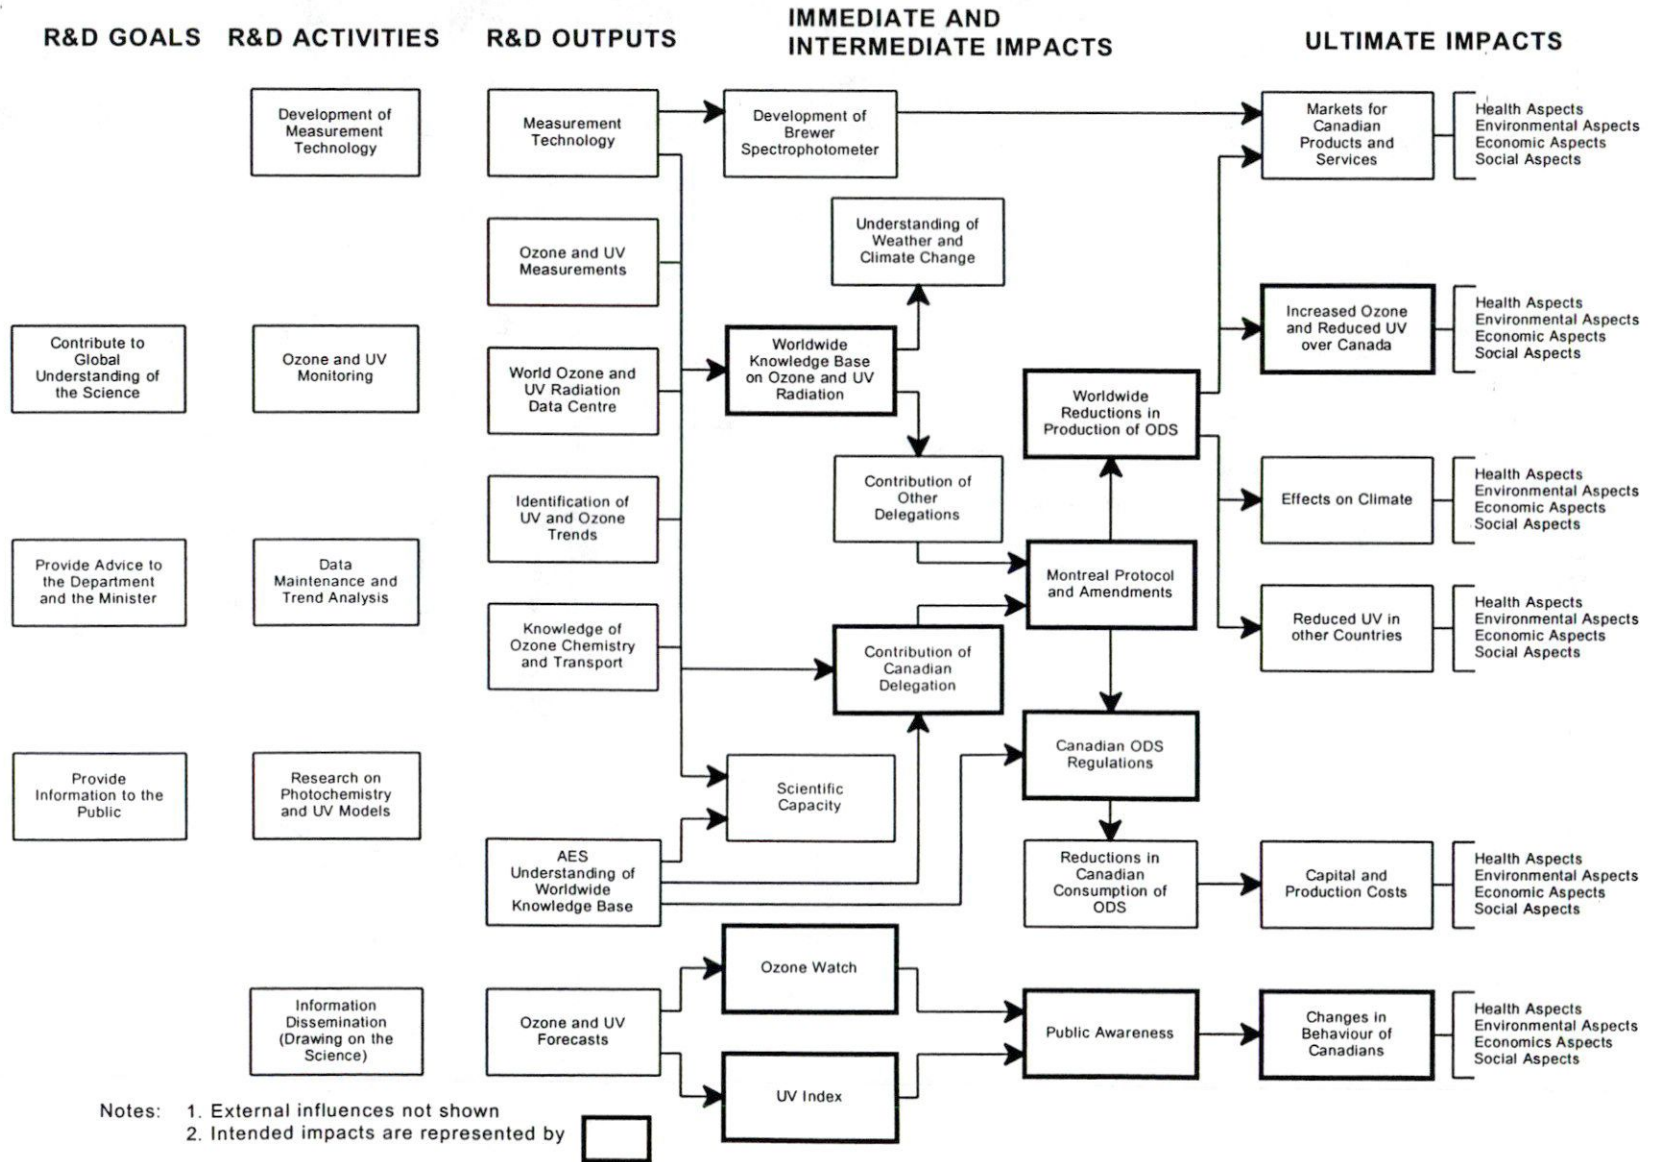 R&D GOALS
R&D ACTIVITIES
R&D OUTPUTS
IMMEDIATE AND
INTERMEDIATE IMPACTS
ULTIMATE IMPACTS
Contribute to
Global
Understanding of
the Science
Provide Advice to
the Department
and the Minister
Provide
Information to the
Public
Development of
Measurement
Technology
Ozone and UV
Monitoring
Data
Maintenance and
Trend Analysis
Research on
Photochemistry
and UV Models
Information
Dissemination
(Drawing on the
Science)
Measurement
Technology
Ozone and UV
Measurements
World Ozone and
UV Radiation
Data Centre
Identification of
UV and Ozone
Trends
Knowledge of
Ozone Chemistry
and Transport
AES
Understanding of
Worldwide
Knowledge Base
Ozone and UV
Forecasts
Development of
Brewer
Spectrophotometer
Understanding of
Weather and
Climate Change
Worldwide
Knowledge Base
on Ozone and UV
Radiation
Contribution of
Other
Delegations
Contribution of
Canadian
Delegation
Scientific
Capacity
Ozone Watch
UV Index
Worldwide
Reductions in
Production of ODS
Montreal Protocol
and Amendments
Canadian ODS
Regulations
Reductions in
Canadian
Consumption of
ODS
Public Awareness
Markets for
Canadian
Products and
Services
Health Aspects
Environmental Aspects
Economic Aspects
Social Aspects
Increased Ozone
and Reduced UV
over Canada
Health Aspects
Environmental Aspects
Economic Aspects
Social Aspects
Effects on Climate
Health Aspects
Environmental Aspects
Economic Aspects
Social Aspects
Reduced UV in
other Countries
Health Aspects
Environmental Aspects
Economic Aspects
Social Aspects
Capital and
Production Costs
Health Aspects
Environmental Aspects
Economic Aspects
Social Aspects
Changes in
Behaviour of
Canadians
Health Aspects
Environmental Aspects
Economics Aspects
Social Aspects
Notes: 1. External influences not shown
2. Intended impacts are represented by